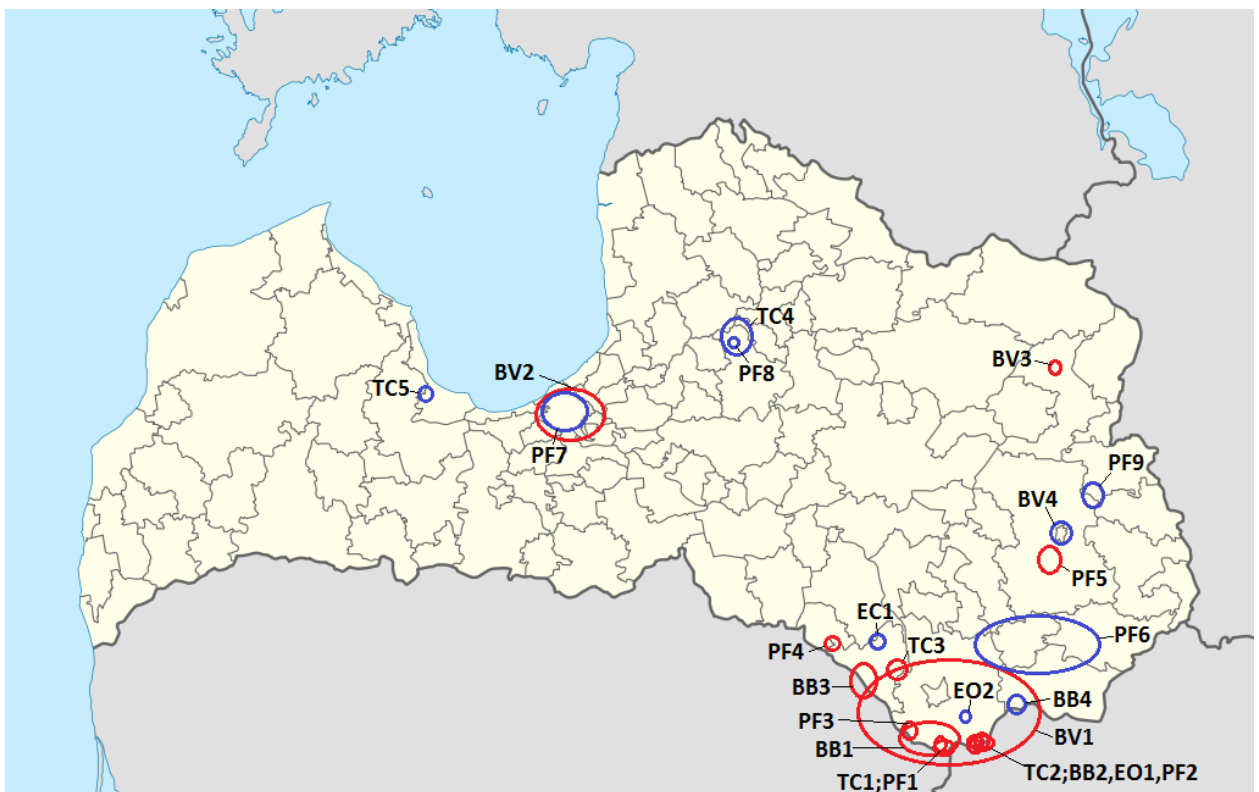 TC4
BV3
BV2
PF8
TC5
PF7
PF9
BV4
PF5
EC1
PF6
TC3
PF4
BB3
EO2
BB4
PF3
BV1
BB1
TC2;BB2,EO1,PF2
TC1;PF1